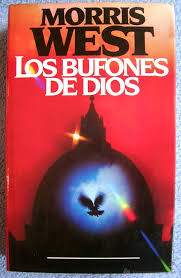 MORRIS
WEST
LOS BUFONES
DE DIOS